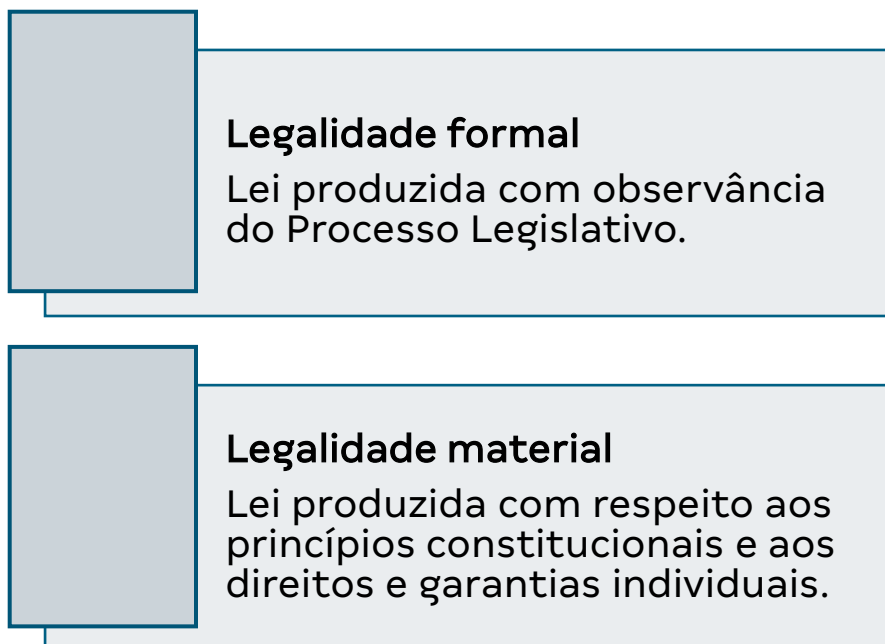 Legalidade formal
Lei produzida com observância
do Processo Legislativo.
Legalidade material
Lei produzida com respeito aos
princípios constitucionais e aos
direitos e garantias individuais.